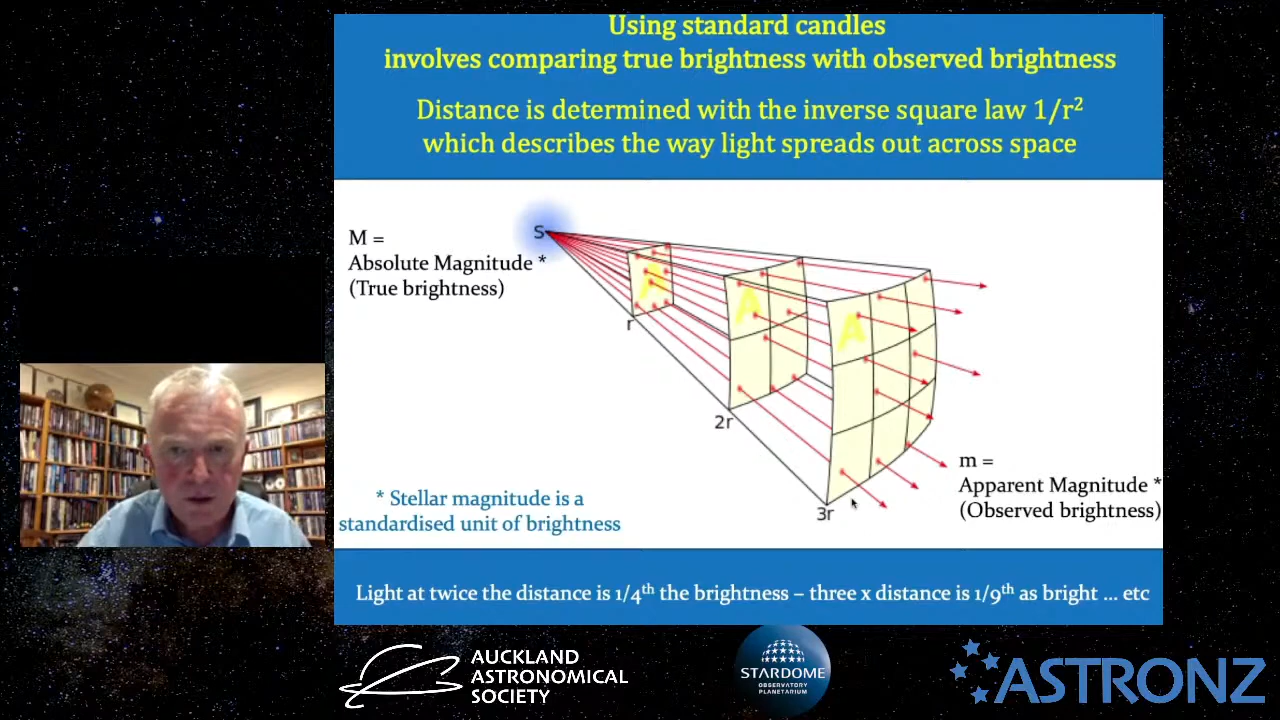 Using standard candles
involves comparing true brightness with observed brightness
Distance is determined with the inverse square law 1/r²
which describes the way light spreads out across space
S
M =
Absolute Magnitude *
(True brightness)
A
A
A
r
2r
3r
m =
Apparent Magnitude *
(Observed brightness)
* Stellar magnitude is a
standardised unit of brightness
Light at twice the distance is 1/4th the brightness – three x distance is 1/9th as bright ... etc
AUCKLAND
ASTRONOMICAL
SOCIETY
STARDOME
OBSERVATORY
PLANETARIUM
ASTRONZ